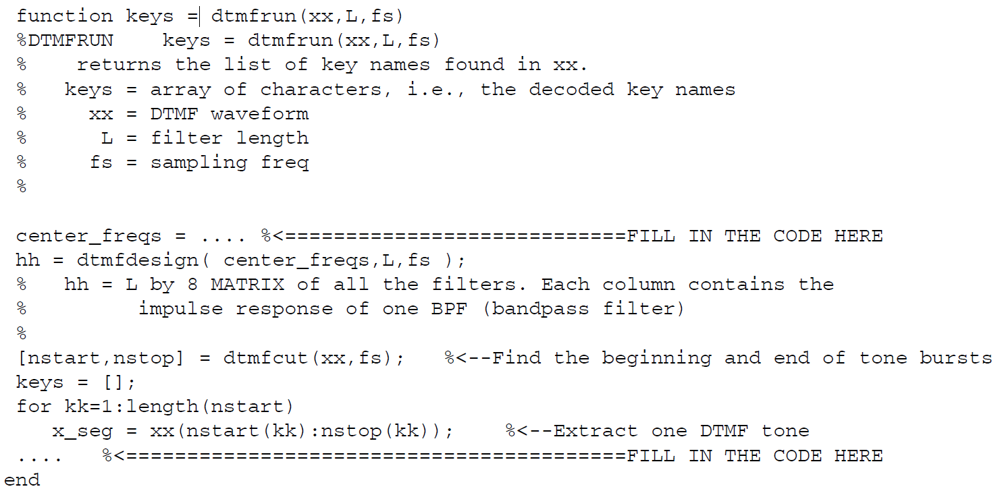 function keys = dtmfrun(xx,L,fs)
%DTMFRUN    keys = dtmfrun(xx,L,fs)
%    returns the list of key names found in xx.
%   keys = array of characters, i.e., the decoded key names
%     xx = DTMF waveform
%      L = filter length
%     fs = sampling freq
%
center_freqs = .... %<============================FILL IN THE CODE HERE
hh = dtmfdesign( center_freqs,L,fs );
%   hh = L by 8 MATRIX of all the filters. Each column contains the
%         impulse response of one BPF (bandpass filter)
%
[nstart,nstop] = dtmfcut(xx,fs);   %<--Find the beginning and end of tone bursts
keys = [];
for kk=1:length(nstart)
   x_seg = xx(nstart(kk):nstop(kk));    %<--Extract one DTMF tone
....   %<=========================================FILL IN THE CODE HERE
end